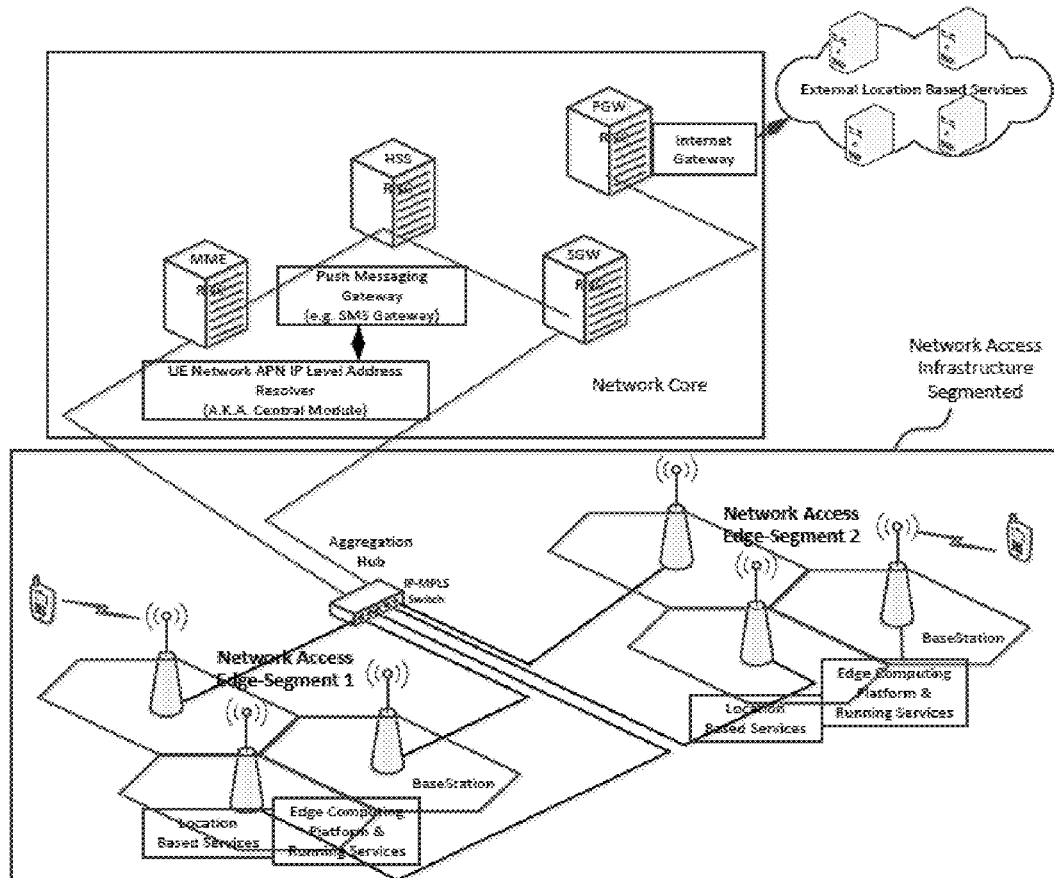 External Location Based Services
PGW
Internet
Gateway
HSS
MME
SGW
Push Messaging
Gateway
(e.g. SMS Gateway)
UE Network APN IP Level Address
Resolver
(A.K.A. Central Module)
Network Core
Network Access
Infrastructure
Segmented
Aggregation
Hub
IP-MPLS
Switch
Network Access
Edge-Segment 2
BaseStation
Location
Based Services
Edge Computing
Platform &
Running Services
Network Access
Edge-Segment 1
BaseStation
Location
Based Services
Edge Computing
Platform &
Running Services